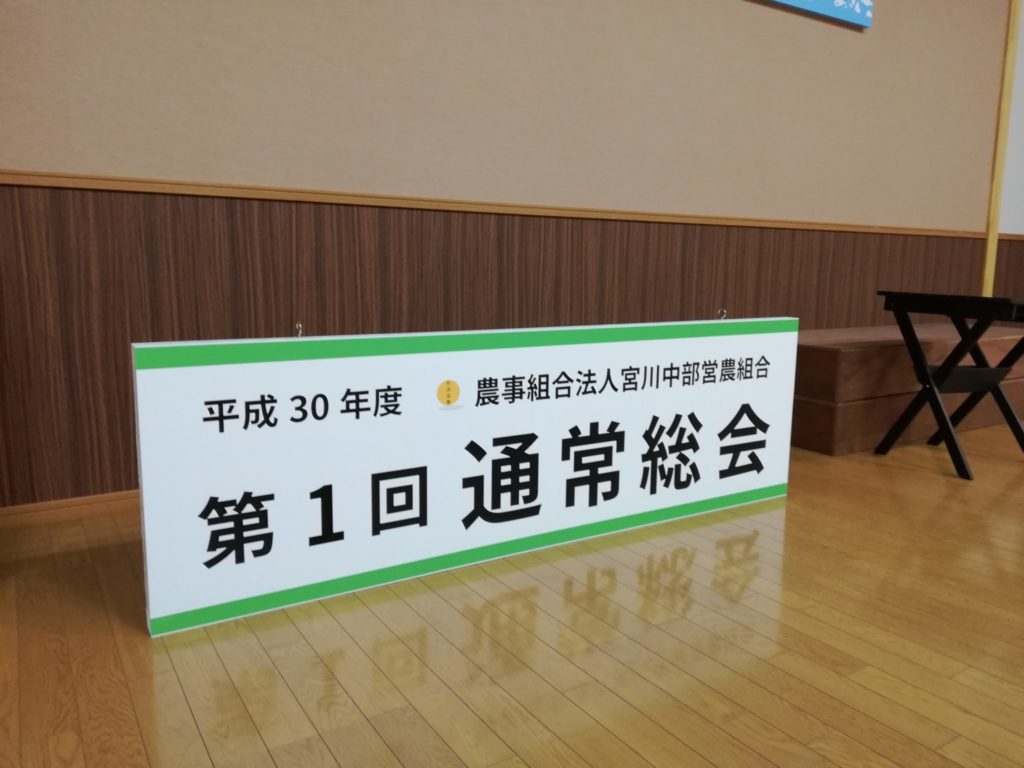 平成 30 年度 農事組合法人宮川中部営農組合
第 1 回 通常総会